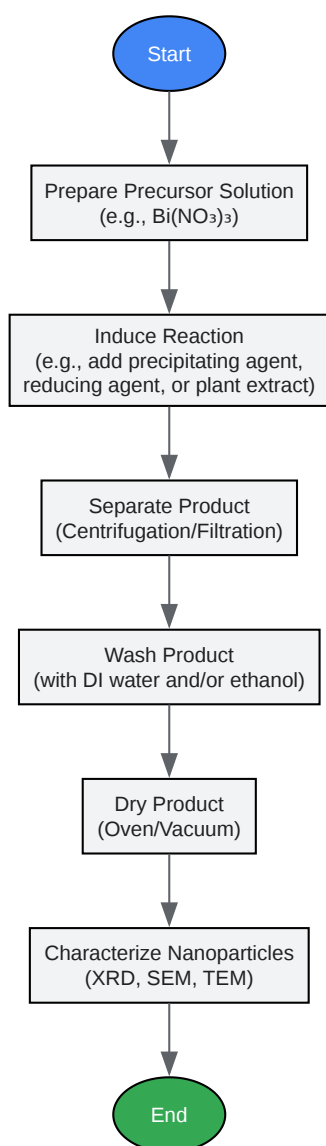 Start
Prepare Precursor Solution
(e.g., Bi(NO₃)₃)
Induce Reaction
(e.g., add precipitating agent,
reducing agent, or plant extract)
Separate Product
(Centrifugation/Filtration)
Wash Product
(with DI water and/or ethanol)
Dry Product
(Oven/Vacuum)
Characterize Nanoparticles
(XRD, SEM, TEM)
End